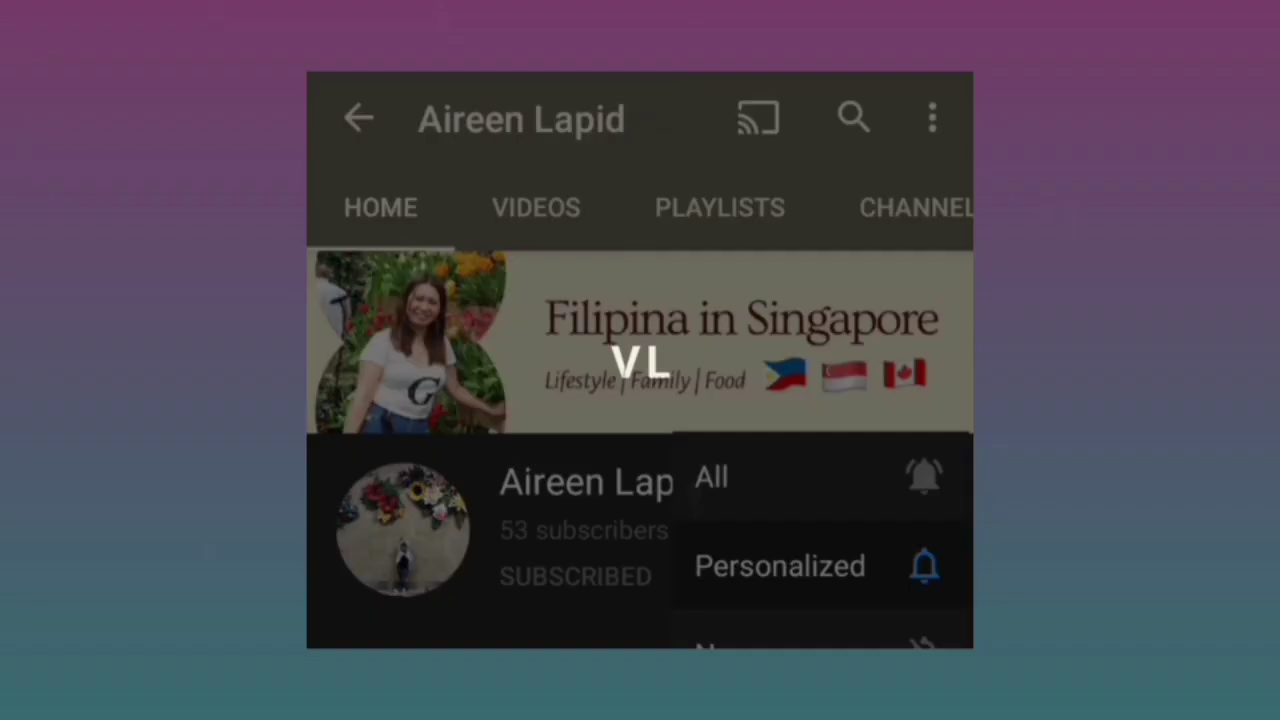 Aireen Lapid
HOME VIDEOS PLAYLISTS CHANNEL
Filipina in Singapore
VL
Lifestyle | Family | Food
G
Aireen Lap
All
53 subscribers
SUBSCRIBED
Personalized